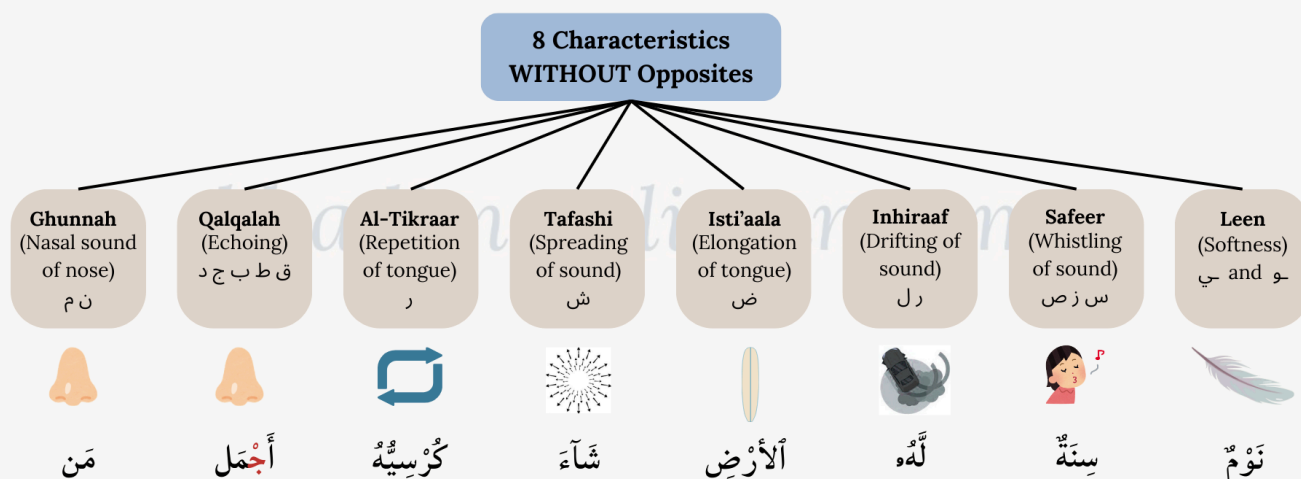 8 Characteristics
WITHOUT Opposites
Ghunnah
(Nasal sound
of nose)
ن م
Qalqalah
(Echoing)
ق ط ب ج د
Al-Tikraar
(Repetition
of tongue)
ر
Tafashi
(Spreading
of sound)
ش
Isti’aala
(Elongation
of tongue)
ض
Inhiraaf
(Drifting of
sound)
ر ل
Safeer
(Whistling
of sound)
س ز ص
Leen
(Softness)
ـو and ـي
مَن
أَجْمَل
كُرْسِيُّهُ
شَآءَ
ٱلأرْضِ
لَّهُۥ
سِنَةٌ
نَوْمٌ